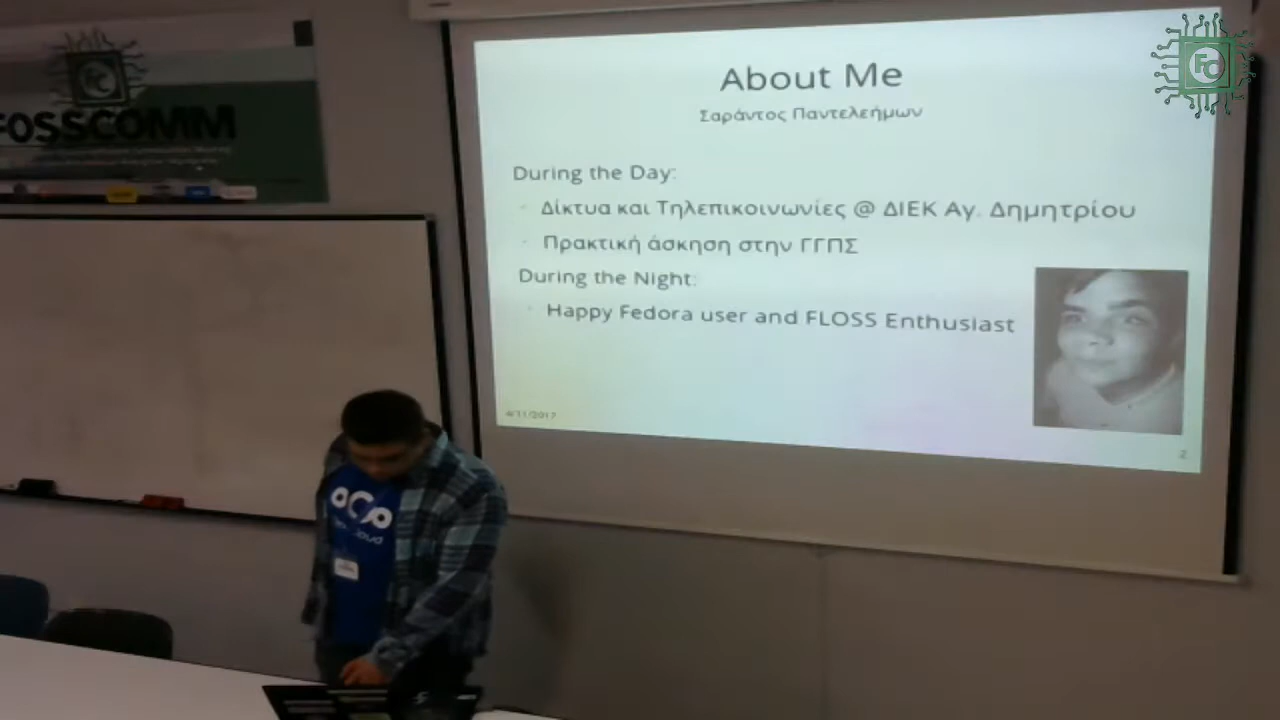 FOSSCOMM
About Me
Σαράντος Παντελεήμων
During the Day:
Δίκτυα και Τηλεπικοινωνίες @ ΔΙΕΚ Αγ. Δημητρίου
Πρακτική άσκηση στην ΓΓΠΣ
During the Night:
Happy Fedora user and FLOSS Enthusiast
4/11/2017
2